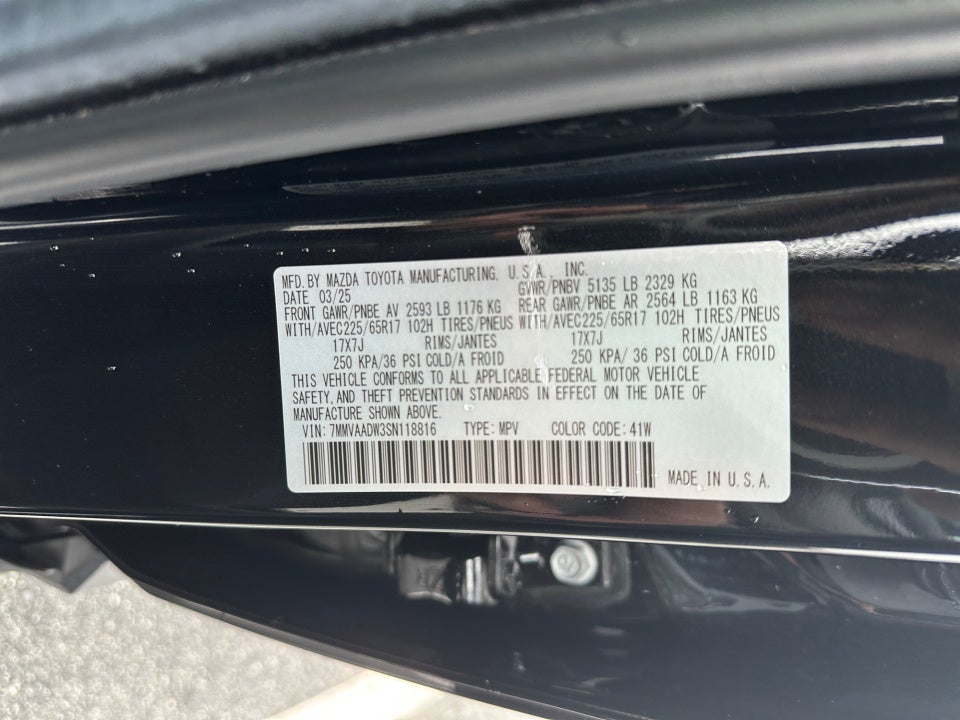 MFD. BY MAZDA TOYOTA MANUFACTURING. U.S.A., INC.
DATE 03/25 GVWR/PNBV 5135 LB 2329 KG
FRONT GAWR/PNBE AV 2593 LB 1176 KG REAR GAWR/PNBE AR 2564 LB 1163 KG
WITH/AVEC225/65R17 102H TIRES/PNEUS WITH/AVEC225/65R17 102H TIRES/PNEUS
17X7J RIMS/JANTES 17X7J RIMS/JANTES
250 KPA/36 PSI COLD/A FROID 250 KPA/36 PSI COLD/A FROID
THIS VEHICLE CONFORMS TO ALL APPLICABLE FEDERAL MOTOR VEHICLE
SAFETY, AND THEFT PREVENTION STANDARDS IN EFFECT ON THE DATE OF
MANUFACTURE SHOWN ABOVE.
VIN: 7MMVAADW3SN118816 TYPE: MPV COLOR CODE: 41W
MADE IN U.S.A.